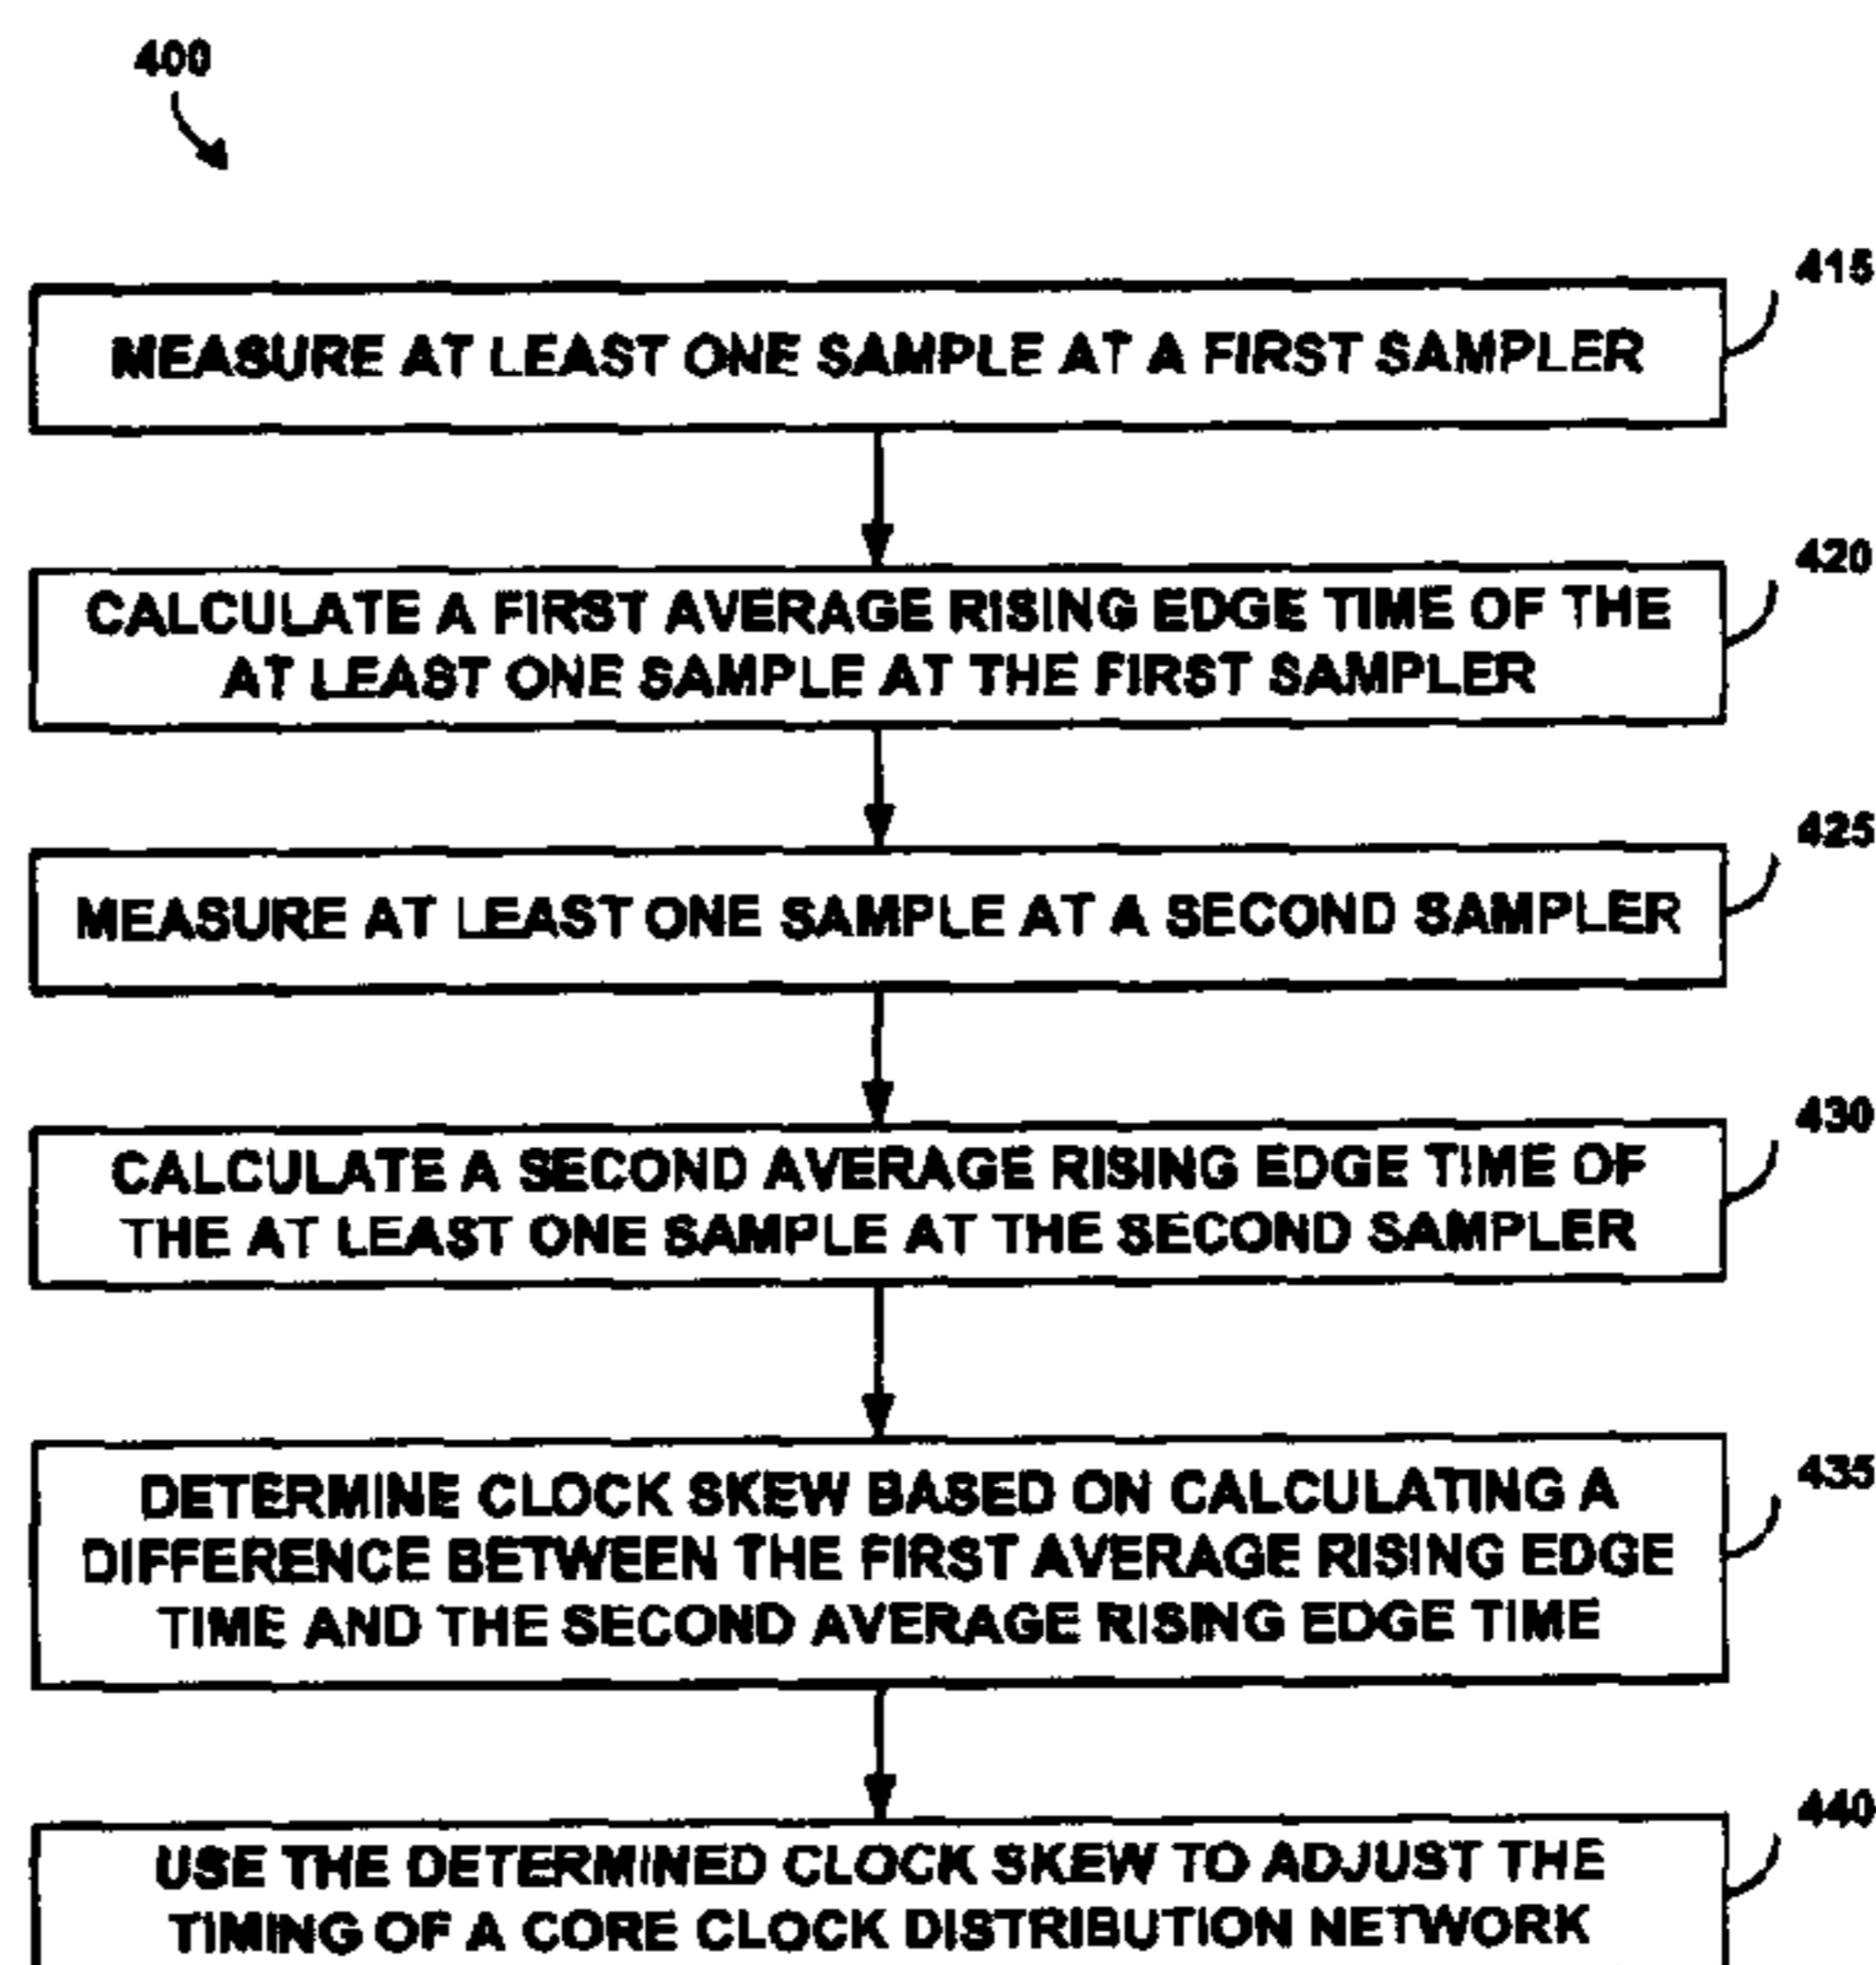 400
415
MEASURE AT LEAST ONE SAMPLE AT A FIRST SAMPLER
420
CALCULATE A FIRST AVERAGE RISING EDGE TIME OF THE
AT LEAST ONE SAMPLE AT THE FIRST SAMPLER
425
MEASURE AT LEAST ONE SAMPLE AT A SECOND SAMPLER
430
CALCULATE A SECOND AVERAGE RISING EDGE TIME OF
THE AT LEAST ONE SAMPLE AT THE SECOND SAMPLER
435
DETERMINE CLOCK SKEW BASED ON CALCULATING A
DIFFERENCE BETWEEN THE FIRST AVERAGE RISING EDGE
TIME AND THE SECOND AVERAGE RISING EDGE TIME
440
USE THE DETERMINED CLOCK SKEW TO ADJUST THE
TIMING OF A CORE CLOCK DISTRIBUTION NETWORK